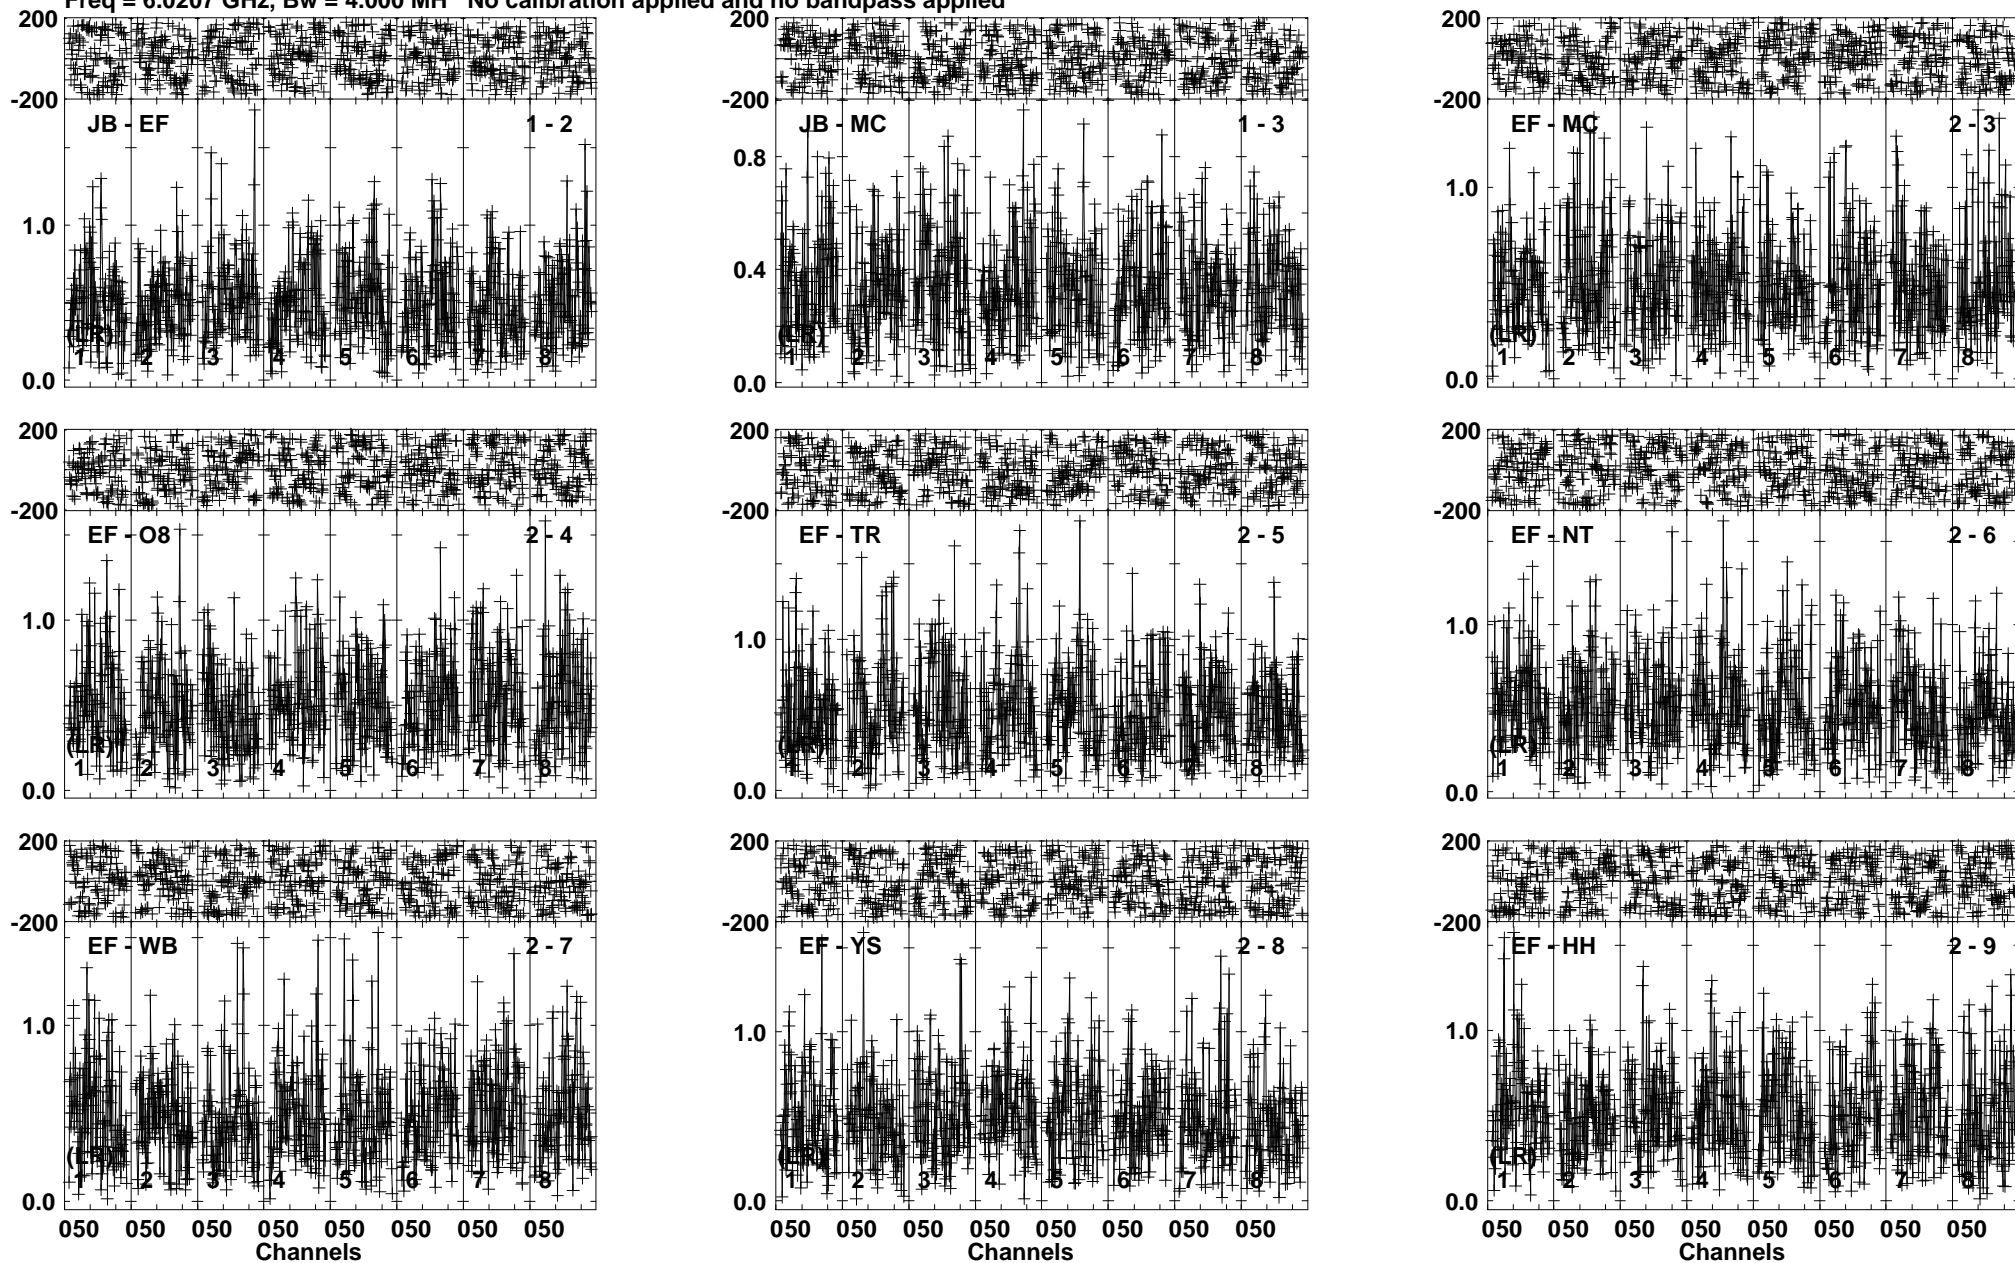 Freq = 6.0207 GHz, Bw = 4.000 MH No calibration applied and no bandpass applied
200 200 200
-200 -200 -200
JB - EF 1 - 2 JB - MC 1 - 3 EF - MC 2 - 3
1.0 0.8 1.0
0.4
(LR) (LR) (LR)
1 2 3 4 5 6 7 8 1 2 3 4 5 6 7 8 1 2 3 4 5 6 7 8
0.0 0.0 0.0
200 200 200
-200 -200 -200
EF - O8 2 - 4 EF - TR 2 - 5 EF - NT 2 - 6
1.0 1.0 1.0
(LR) (LR) (LR)
1 2 3 4 5 6 7 8 1 2 3 4 5 6 7 8 1 2 3 4 5 6 7 8
0.0 0.0 0.0
200 200 200
-200 -200 -200
EF - WB 2 - 7 EF - YS 2 - 8 EF - HH 2 - 9
1.0 1.0 1.0
(LR) (LR) (LR)
1 2 3 4 5 6 7 8 1 2 3 4 5 6 7 8 1 2 3 4 5 6 7 8
0.0 0.0 0.0
050 050 050 050 050 050 050 050 050 050 050 050 050 050 050 050 050 050 050 050 050 050 050 050
Channels Channels Channels